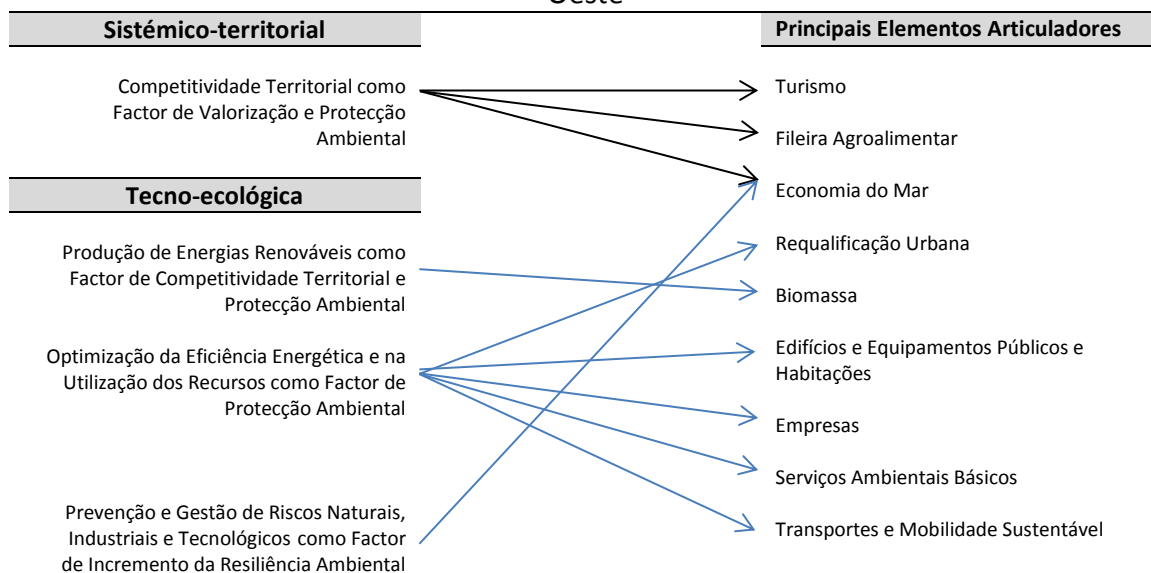 Oeste
Sistémico-territorial
Competitividade Territorial como
Factor de Valorização e Protecção
Ambiental
Tecno-ecológica
Produção de Energias Renováveis como
Factor de Competitividade Territorial e
Protecção Ambiental
Optimização da Eficiência Energética e na
Utilização dos Recursos como Factor de
Protecção Ambiental
Prevenção e Gestão de Riscos Naturais,
Industriais e Tecnológicos como Factor
de Incremento da Resiliência Ambiental
Principais Elementos Articuladores
Turismo
Fileira Agroalimentar
Economia do Mar
Requalificação Urbana
Biomassa
Edifícios e Equipamentos Públicos e
Habitações
Empresas
Serviços Ambientais Básicos
Transportes e Mobilidade Sustentável